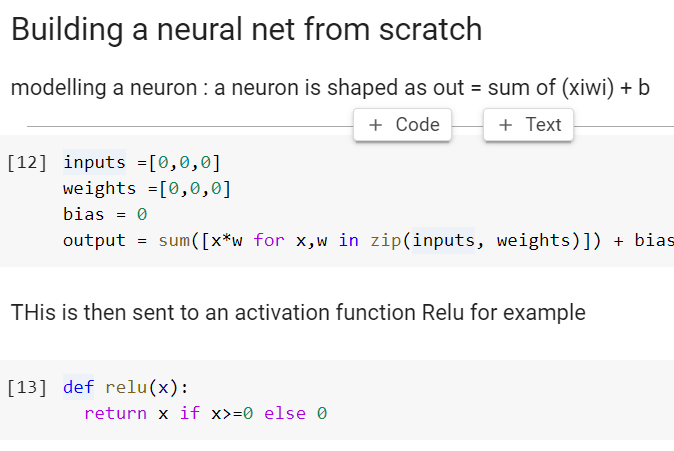 Building a neural net from scratch
modelling a neuron : a neuron is shaped as out = sum of (xiwi) + b
+ Code + Text
[12] inputs =[0,0,0]
weights =[0,0,0]
bias = 0
output = sum([x*w for x,w in zip(inputs, weights)]) + bias
THis is then sent to an activation function Relu for example
[13] def relu(x):
return x if x>=0 else 0